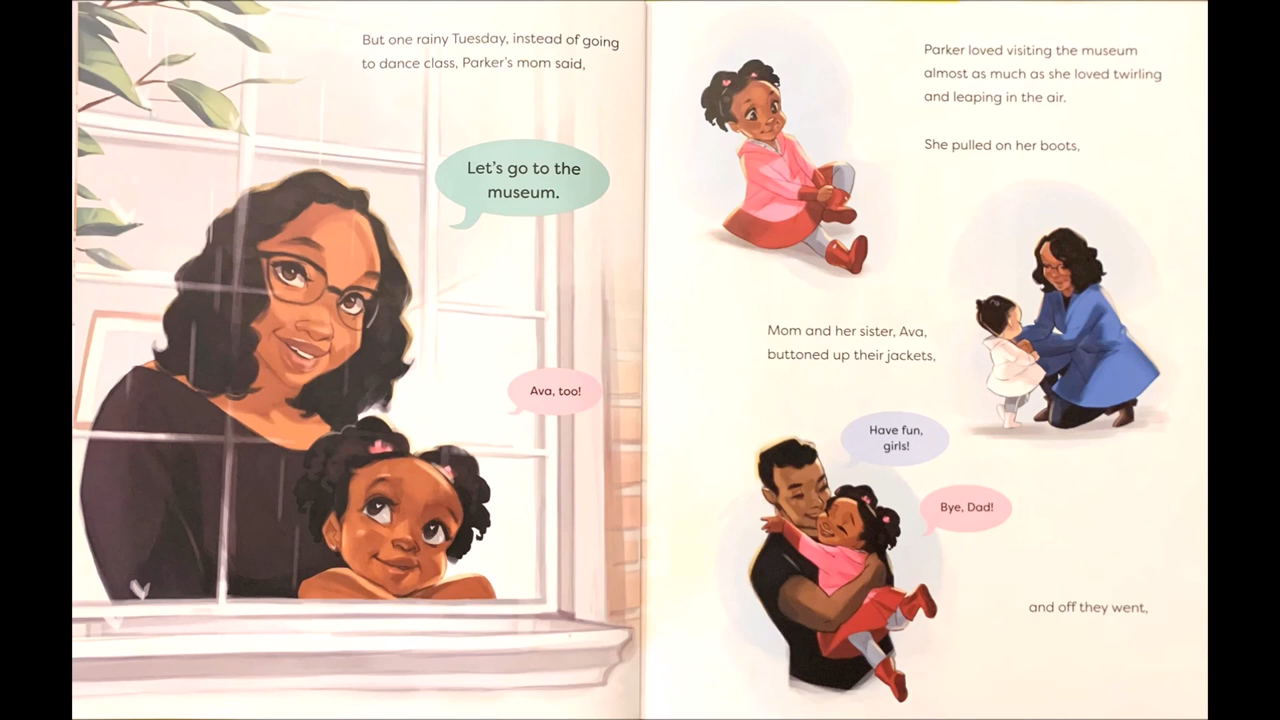 But one rainy Tuesday, instead of going
to dance class, Parker's mom said,
Let's go to the
museum.
Ava, too!
Parker loved visiting the museum
almost as much as she loved twirling
and leaping in the air.
She pulled on her boots,
Mom and her sister, Ava,
buttoned up their jackets,
Have fun,
girls!
Bye, Dad!
and off they went,